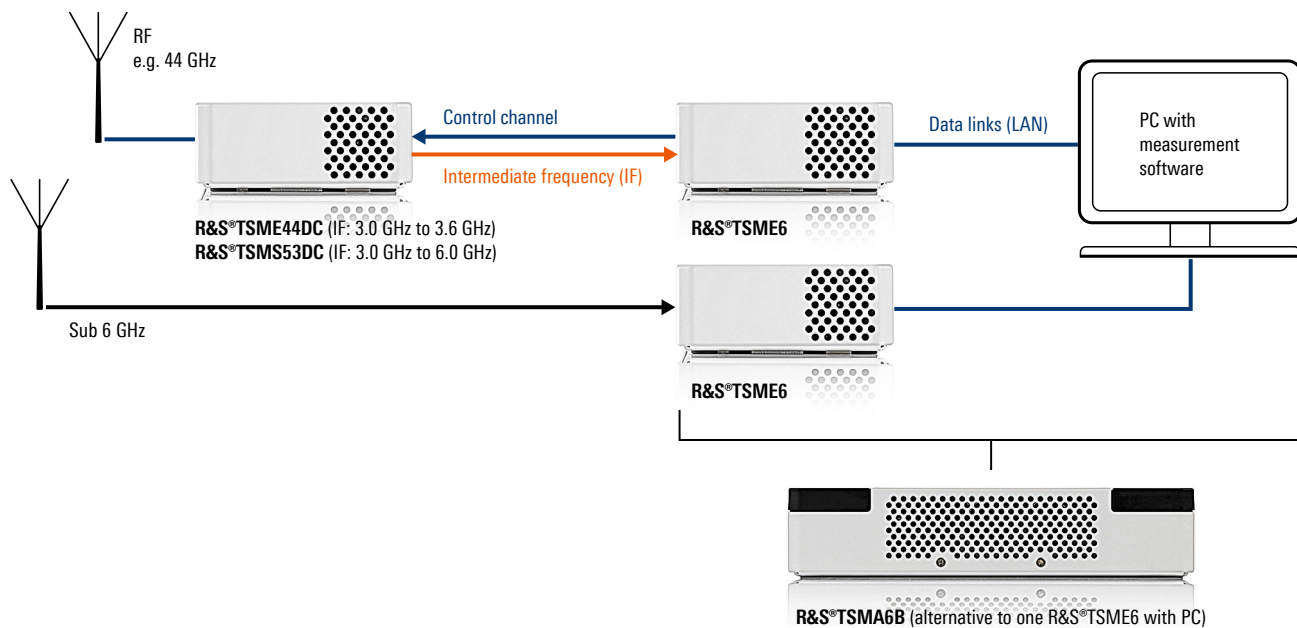 RF
e.g. 44 GHz
Control channel
Intermediate frequency (IF)
Data links (LAN)
PC with
measurement
software
R&S®TSME44DC (IF: 3.0 GHz to 3.6 GHz)
R&S®TSMS53DC (IF: 3.0 GHz to 6.0 GHz)
R&S®TSME6
Sub 6 GHz
R&S®TSME6
R&S®TSMA6B (alternative to one R&S®TSME6 with PC)